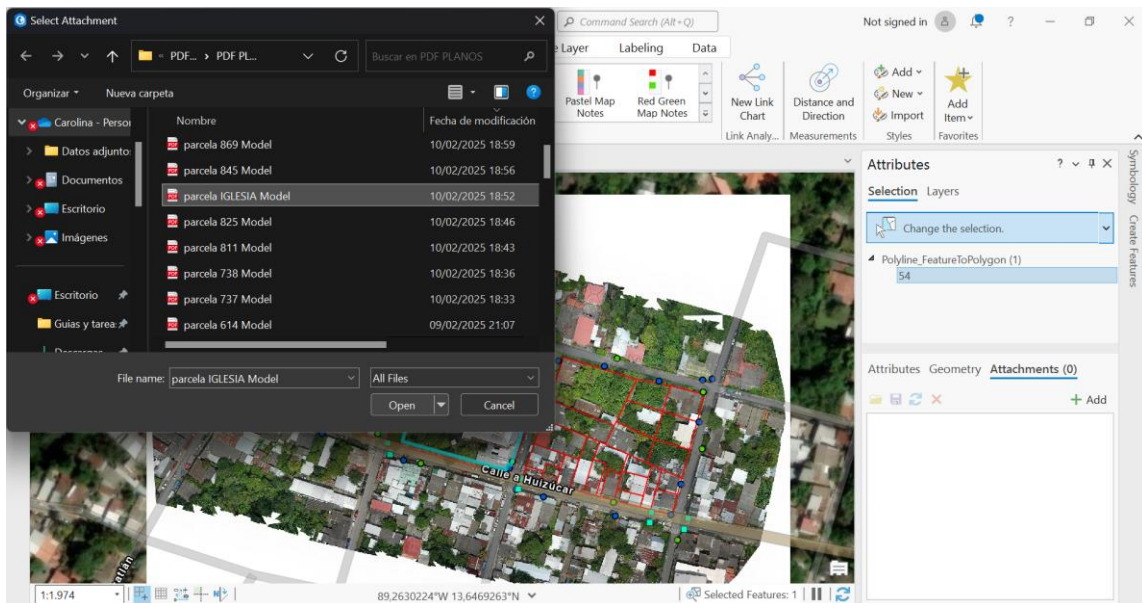 Select Attachment
PDF... > PDF PL...
Buscar en PDF PLANOS
Organizar
Nueva carpeta
Carolina - Person
Datos adjuntos
Documentos
Escritorio
Imágenes
Escritorio
Guias y tarea
Nombre
Fecha de modificación
parcela 869 Model
10/02/2025 18:59
parcela 845 Model
10/02/2025 18:56
parcela IGLESIA Model
10/02/2025 18:52
parcela 825 Model
10/02/2025 18:46
parcela 811 Model
10/02/2025 18:43
parcela 738 Model
10/02/2025 18:36
parcela 737 Model
10/02/2025 18:33
parcela 614 Model
09/02/2025 21:07
File name: parcela IGLESIA Model
All Files
Open
Cancel
Command Search (Alt+Q)
Not signed in
Layer
Labeling
Data
Pastel Map Notes
Red Green Map Notes
New Link Chart
Distance and Direction
Add
New
Import
Add Item
Link Analy...
Measurements
Styles
Favorites
Attributes
Selection
Layers
Change the selection.
Polyline_FeatureToPolygon (1)
54
Attributes
Geometry
Attachments (0)
Add
Symbology
Create Features
Calle a Huizúcar
1:1.974
89,2630224°W 13,6469263°N
Selected Features: 1